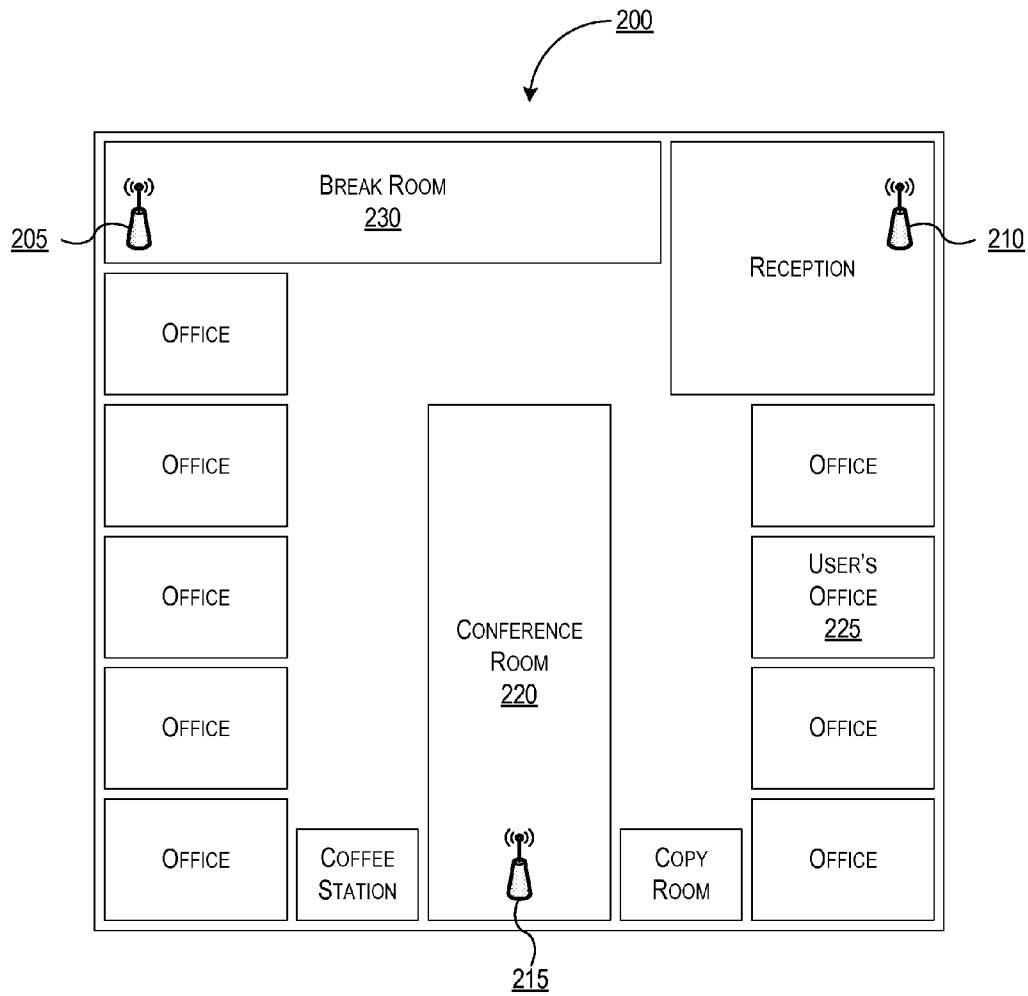 200
BREAK ROOM
230
205
210
RECEPTION
OFFICE
OFFICE
OFFICE
OFFICE
USER'S
OFFICE
225
CONFERENCE
ROOM
220
OFFICE
OFFICE
OFFICE
COFFEE
STATION
COPY
ROOM
OFFICE
215